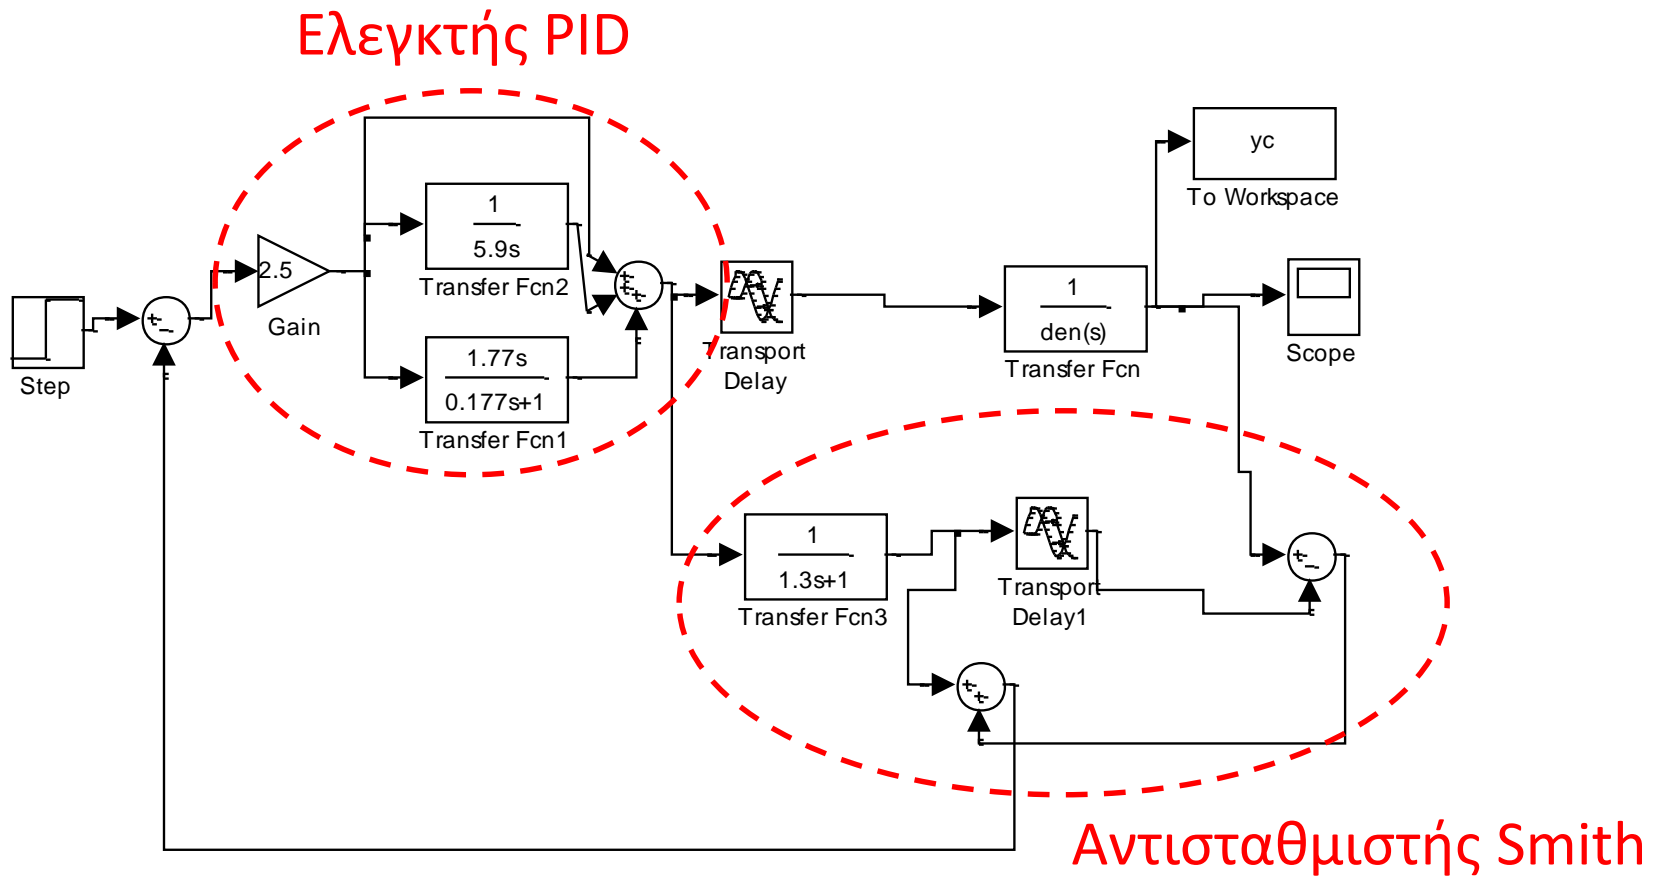 Ελεγκτής PID
yc
To Workspace
1
5.9s
Transfer Fcn2
2.5
Gain
Step
1.77s
0.177s+1
Transfer Fcn1
Transport
Delay
1
den(s)
Transfer Fcn
Scope
1
1.3s+1
Transfer Fcn3
Transport
Delay1
Αντισταθμιστής Smith